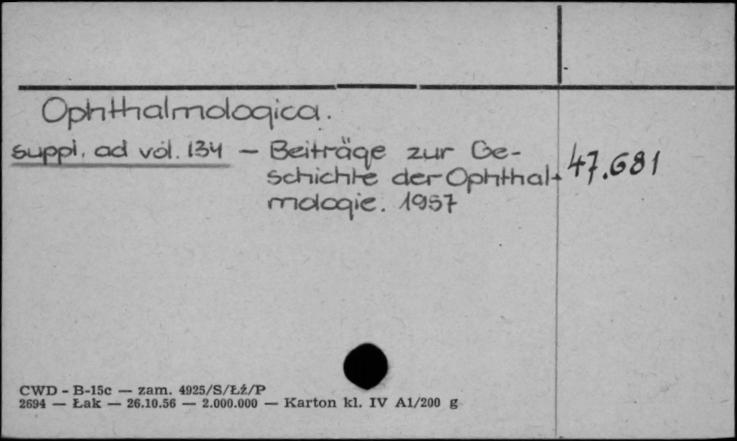 Ophthalmologica.
suppl. ad vol. 134 — Beiträge zur Ge- 47.681
schichte der Ophthal-
mologie. 1957
CWD - B-15c — zam. 4925/S/Łź/P
2694 — Łak — 26.10.56 — 2.000.000 — Karton kl. IV A1/200 g